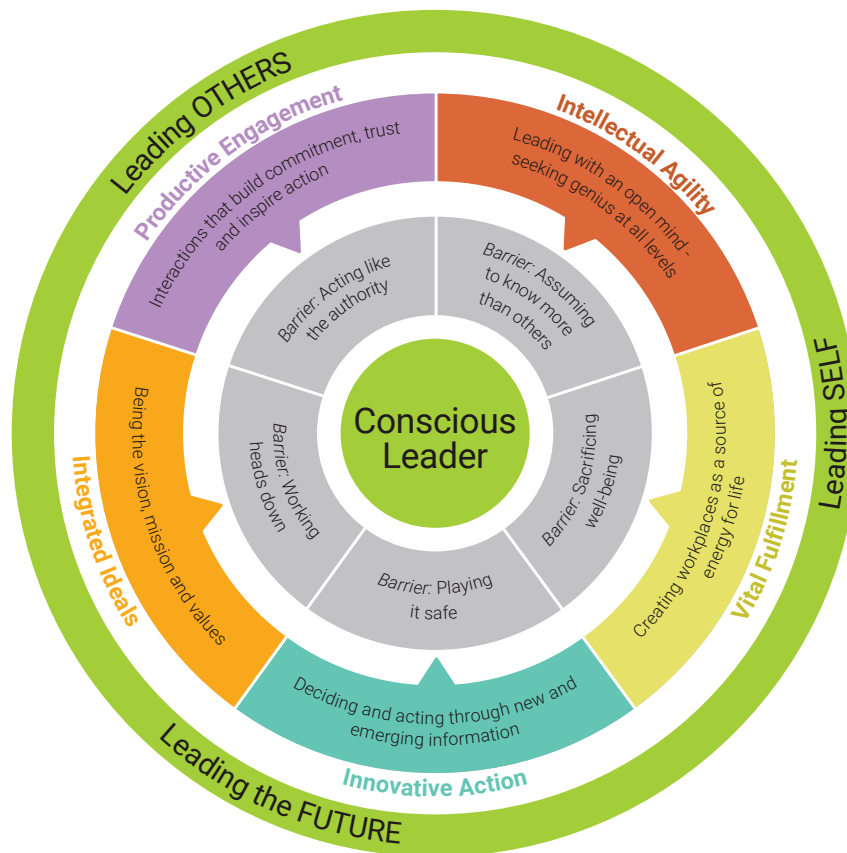 Leading OTHERS
Productive Engagement
Interactions that build commitment, trust
and inspire action
Barrier: Acting like
the authority
Intellectual Agility
Leading with an open mind -
seeking genius at all levels
Barrier: Assuming
to know more
than others
Leading SELF
Vital Fulfillment
Creating workplaces as a source of
energy for life
Barrier: Sacrificing
well-being
Conscious
Leader
Integrated Ideals
Being the vision, mission and values
Barrier: Working
heads down
Barrier: Playing
it safe
Deciding and acting through new and
emerging information
Innovative Action
Leading the FUTURE